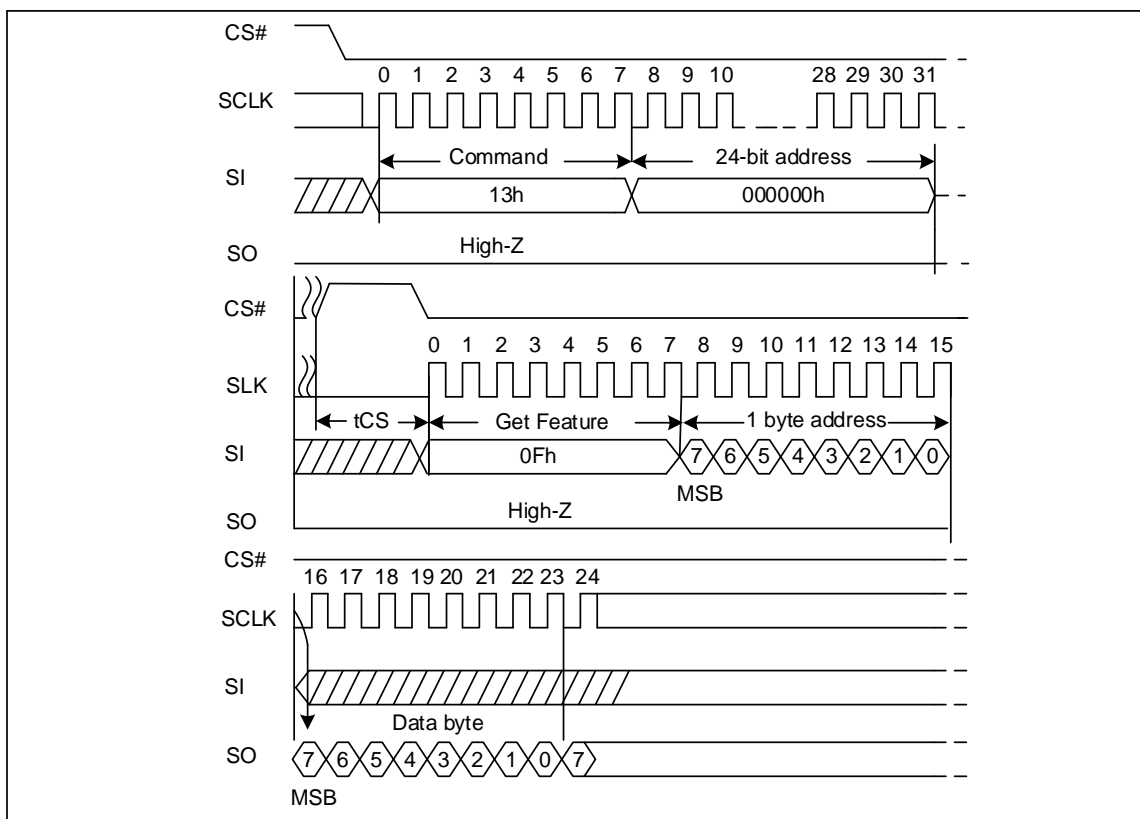 CS#
0 1 2 3 4 5 6 7 8 9 10 28 29 30 31
SCLK
Command 24-bit address
SI
13h 000000h
High-Z
SO
CS#
0 1 2 3 4 5 6 7 8 9 10 11 12 13 14 15
SLK
tCS Get Feature 1 byte address
SI
0Fh 7 6 5 4 3 2 1 0
MSB
High-Z
SO
CS#
16 17 18 19 20 21 22 23 24
SCLK
SI
Data byte
SO 7 6 5 4 3 2 1 0 7
MSB